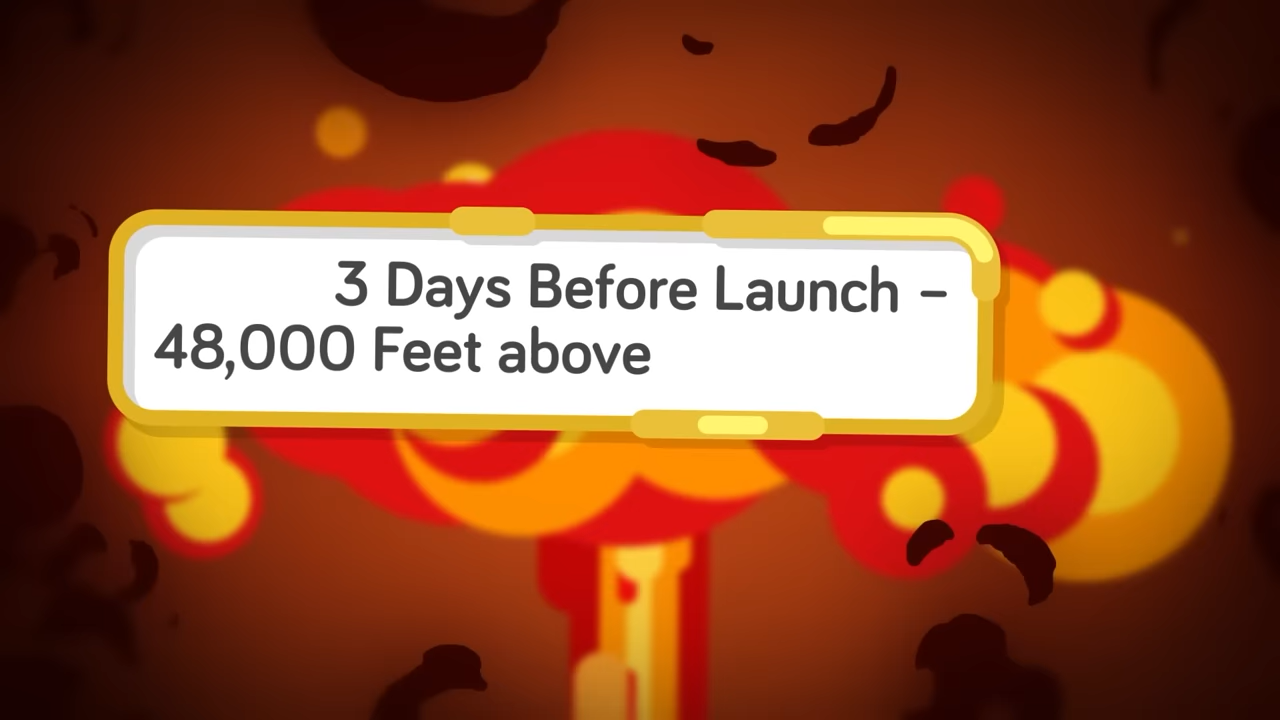 3 Days Before Launch –
48,000 Feet above